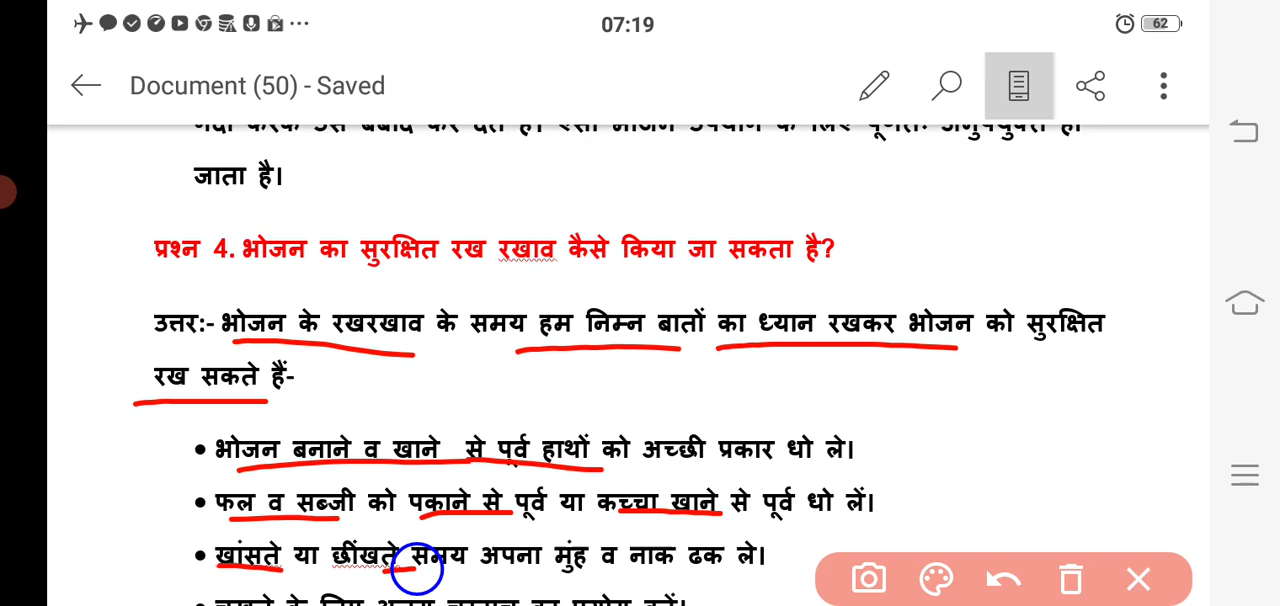 07:19
62
Document (50) - Saved
जाता है।
प्रश्न 4. भोजन का सुरक्षित रख रखाव कैसे किया जा सकता है?
उत्तर:- भोजन के रखरखाव के समय हम निम्न बातों का ध्यान रखकर भोजन को सुरक्षित
रख सकते हैं-
• भोजन बनाने व खाने से पूर्व हाथों को अच्छी प्रकार धो ले।
• फल व सब्जी को पकाने से पूर्व या कच्चा खाने से पूर्व धो लें।
• खांसते या छींखते समय अपना मुंह व नाक ढक ले।